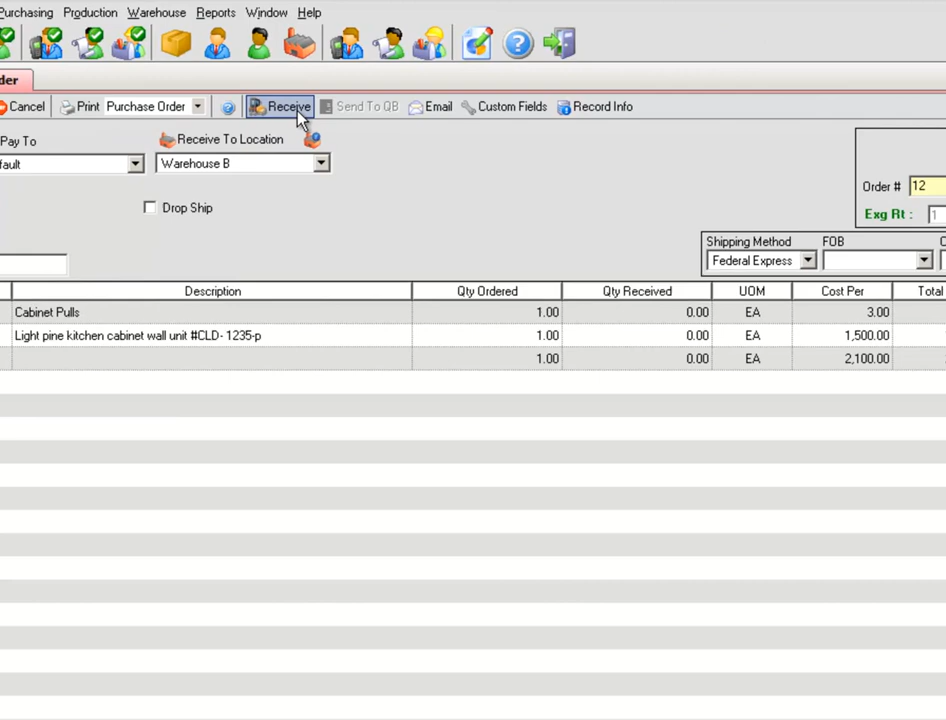 Purchasing Production Warehouse Reports Window Help
der
Cancel Print Purchase Order Receive Send To QB Email Custom Fields Record Info
Pay To Receive To Location
fault Warehouse B
Order # 12
Drop Ship
Exg Rt : 1
Shipping Method FOB
Federal Express
Description Qty Ordered Qty Received UOM Cost Per Total
Cabinet Pulls 1.00 0.00 EA 3.00
Light pine kitchen cabinet wall unit #CLD- 1235-p 1.00 0.00 EA 1,500.00
1.00 0.00 EA 2,100.00